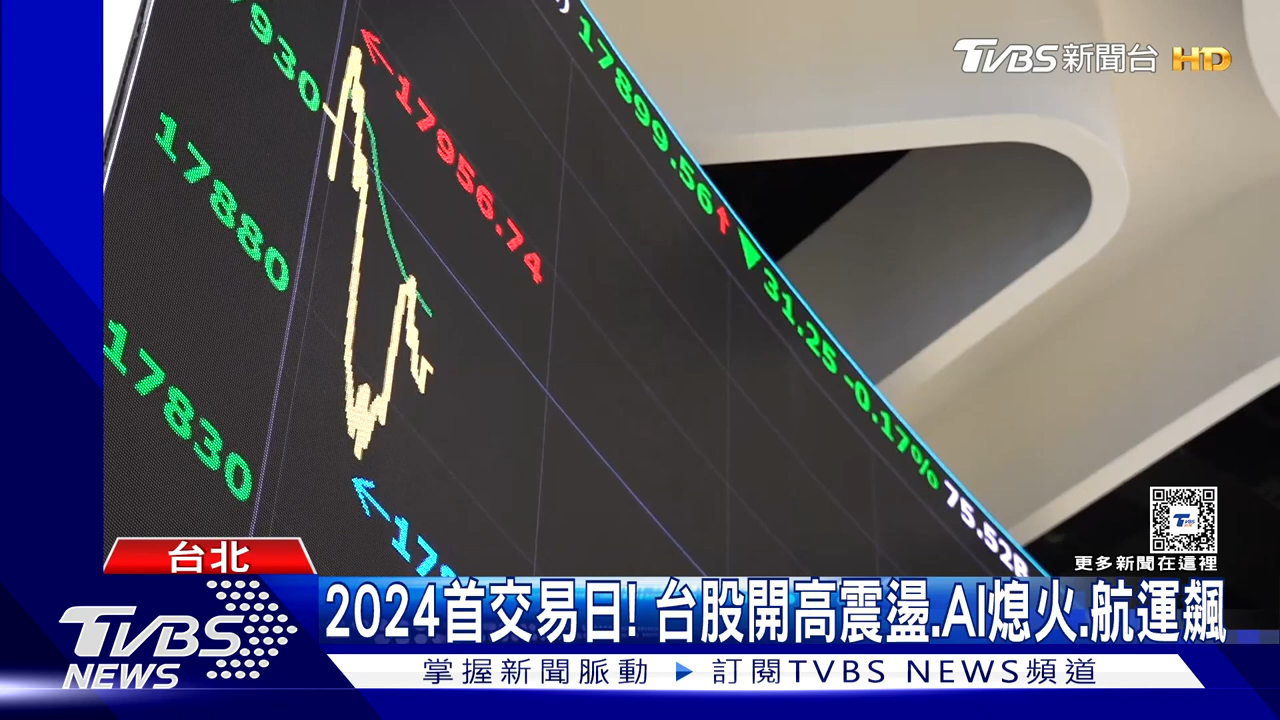 TVBS新聞台 HD
17899.56 ▼31.25 -0.17% 75.528
7930
←17956.74
17880
17830
更多新聞在這裡
台北
2024首交易日! 台股開高震盪.AI熄火.航運飆
TVBS NEWS
掌握新聞脈動 ▶ 訂閱TVBS NEWS頻道